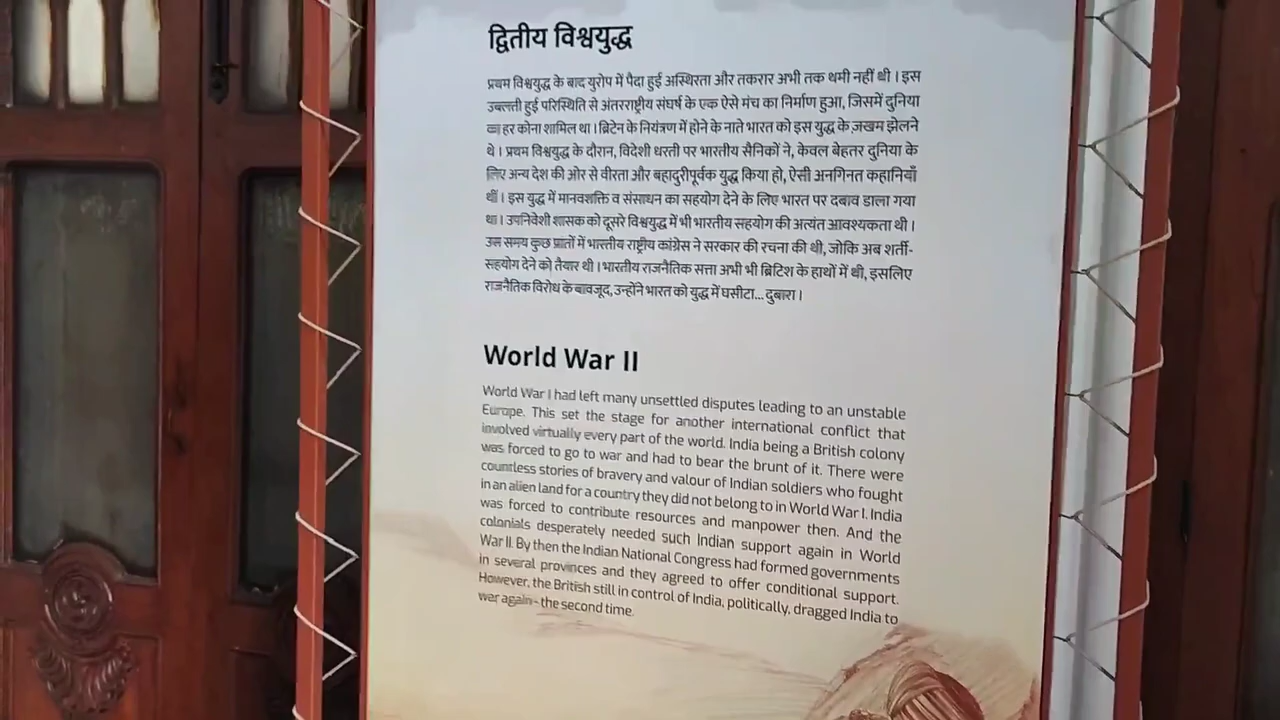 द्वितीय विश्वयुद्ध
प्रथम विश्वयुद्ध के बाद युरोप में पैदा हुई अस्थिरता और तकरार अभी तक थमी नहीं थी । इस
उबलती हुई परिस्थिति से अंतरराष्ट्रीय संघर्ष के एक ऐसे मंच का निर्माण हुआ, जिसमें दुनिया
का हर कोना शामिल था । ब्रिटेन के नियंत्रण में होने के नाते भारत को इस युद्ध के ज़खम झेलने
थे । प्रथम विश्वयुद्ध के दौरान, विदेशी धरती पर भारतीय सैनिकों ने, केवल बेहतर दुनिया के
लिए अन्य देश की ओर से वीरता और बहादुरीपूर्वक युद्ध किया हो, ऐसी अनगिनत कहानियाँ
थीं । इस युद्ध में मानवशक्ति व संसाधन का सहयोग देने के लिए भारत पर दबाव डाला गया
था । उपनिवेशी शासक को दूसरे विश्वयुद्ध में भी भारतीय सहयोग की अत्यंत आवश्यकता थी ।
उस समय कुछ प्रातों में भारतीय राष्ट्रीय कांग्रेस ने सरकार की रचना की थी, जोकि अब शर्ती-
सहयोग देने को तैयार थी । भारतीय राजनैतिक सत्ता अभी भी ब्रिटिश के हाथों में थी, इसलिए
राजनैतिक विरोध के बावजूद, उन्होंने भारत को युद्ध में घसीटा... दुबारा ।
World War II
World War I had left many unsettled disputes leading to an unstable
Europe. This set the stage for another international conflict that
involved virtually every part of the world. India being a British colony
was forced to go to war and had to bear the brunt of it. There were
countless stories of bravery and valour of Indian soldiers who fought
in an alien land for a country they did not belong to in World War I. India
was forced to contribute resources and manpower then. And the
colonials desperately needed such Indian support again in World
War II. By then the Indian National Congress had formed governments
in several provinces and they agreed to offer conditional support.
However, the British still in control of India, politically, dragged India to
war again - the second time.